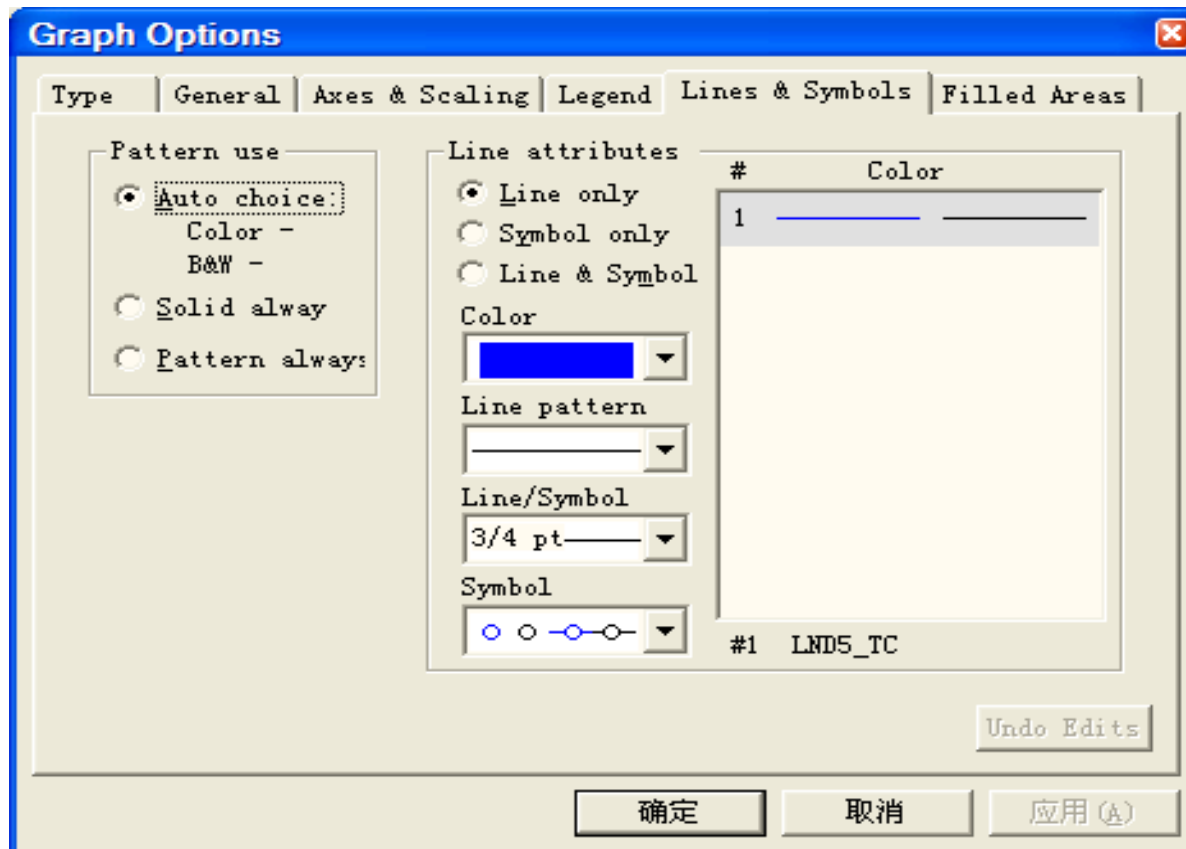 Graph Options
Type General Axes & Scaling Legend Lines & Symbols Filled Areas
Pattern use
Auto choice:
Color -
B&W -
Solid alway
Pattern always
Line attributes
Line only
Symbol only
Line & Symbol
Color
Line pattern
Line/Symbol
3/4 pt
Symbol
# Color
1
#1 LND5_TC
Undo Edits
确定 取消 应用(A)